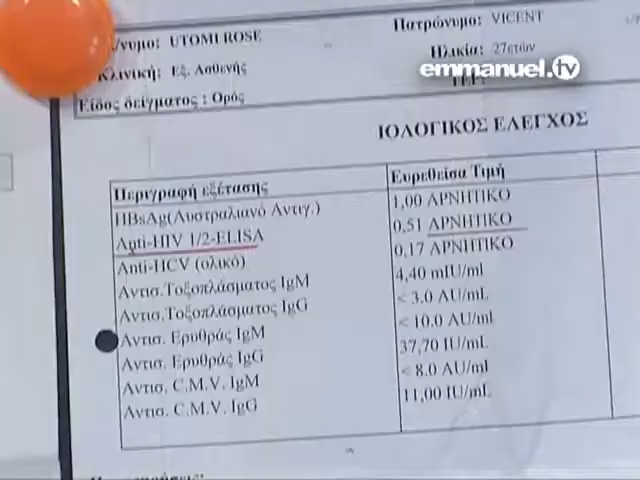 /νυμο: UTOMI ROSE Πατρώνυμο: VICENT
Κλινική: Εξ. Ασθενής Ηλικία: 27ετών
emmanuel.tv
Είδος δείγματος : Ορός
ΙΟΛΟΓΙΚΟΣ ΕΛΕΓΧΟΣ
Περιγραφή εξέτασης Ευρεθείσα Τιμή
HBsAg(Αυστραλιανό Αντιγ.) 1,00 ΑΡΝΗΤΙΚΟ
Anti-HIV 1/2-ELISA 0,51 ΑΡΝΗΤΙΚΟ
Anti-HCV (ολικό) 0,17 ΑΡΝΗΤΙΚΟ
Αντισ.Τοξοπλάσματος IgM 4,40 mIU/ml
Αντισ.Τοξοπλάσματος IgG < 3.0 AU/mL
Αντισ. Ερυθράς IgM < 10.0 AU/ml
Αντισ. Ερυθράς IgG 37,70 IU/mL
Αντισ. C.M.V. IgM < 8.0 AU/ml
Αντισ. C.M.V. IgG 11,00 IU/mL